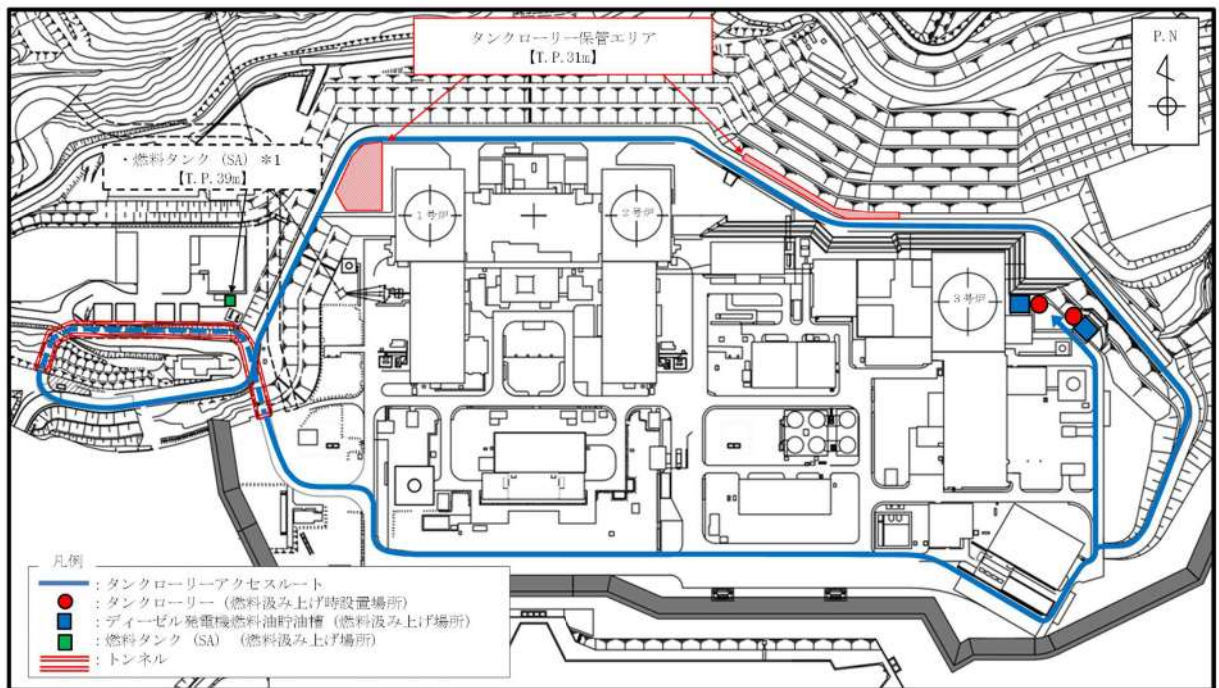 タンクローリー保管エリア
【T.P.31m】
P.N
・燃料タンク (SA) *1
【T.P.39m】
1号炉
2号炉
3号炉
凡例
：タンクローリーアクセスルート
：タンクローリー (燃料汲み上げ時設置場所)
：ディーゼル発電機燃料油貯油槽 (燃料汲み上げ場所)
：燃料タンク (SA) (燃料汲み上げ場所)
：トンネル